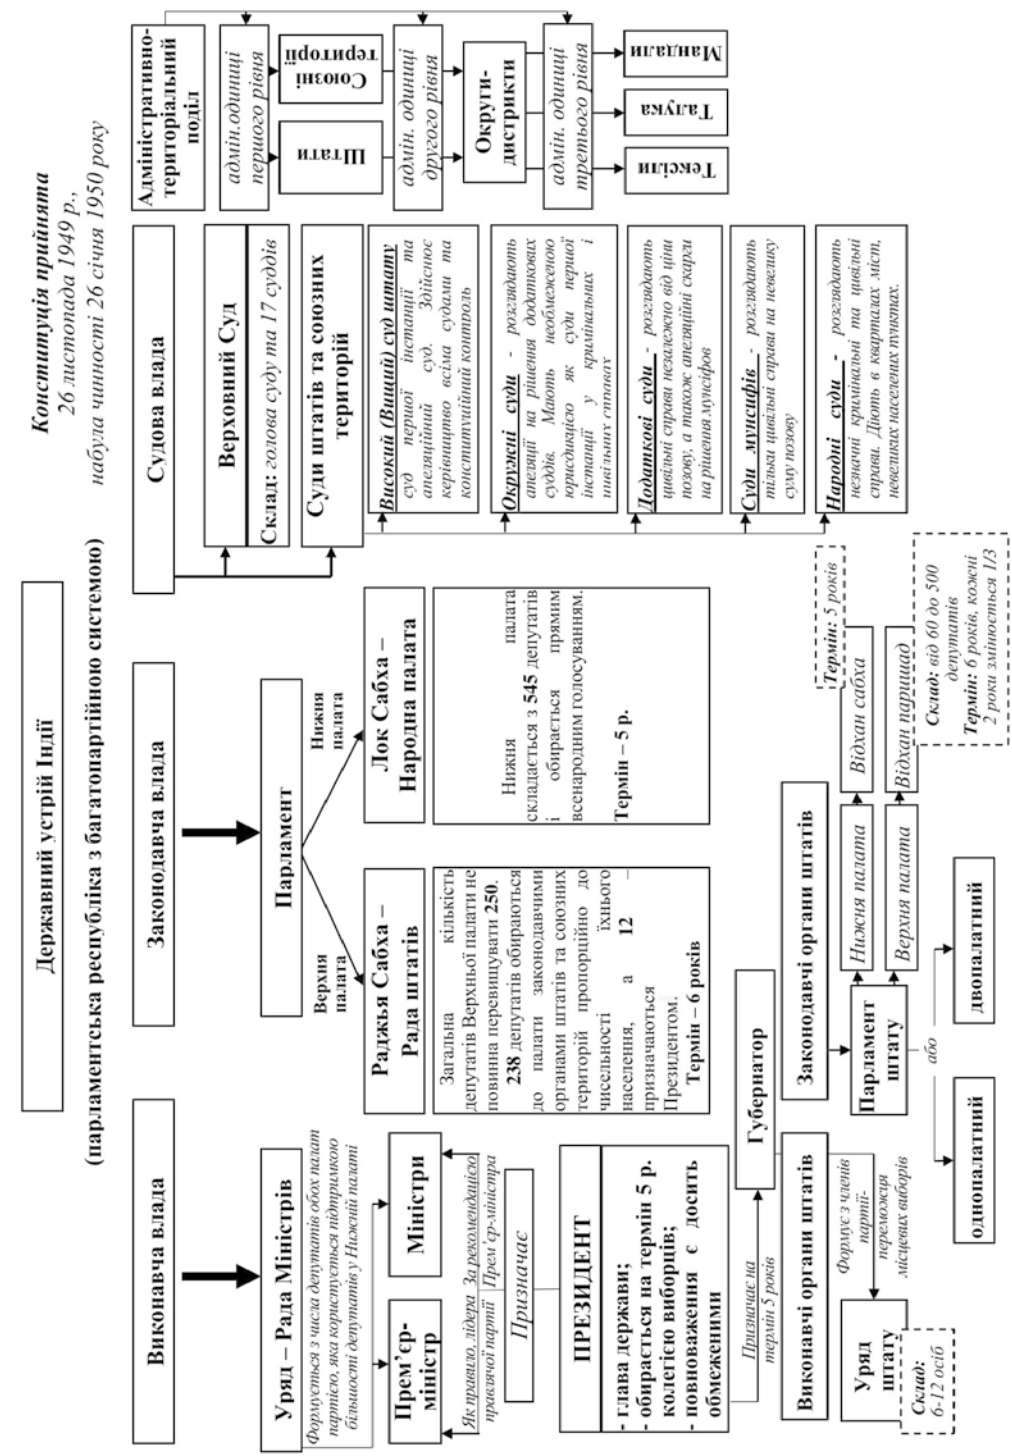 Державний устрій Індії
(парламентська республіка з багатопартійною системою)
Конституція прийнята
26 листопада 1949 р.,
набула чинності 26 січня 1950 року
Виконавча влада
Уряд – Рада Міністрів
Формується з числа депутатів обох палат
партією, яка користується підтримкою
більшості депутатів у Нижній палаті
Прем’єр-
міністр
Міністри
Як правило, лідера
правлячої партії
За рекомендацією
Прем’єр-міністра
Призначає
ПРЕЗИДЕНТ
- глава держави;
- обирається на термін 5 р.
колегією виборців;
- повноваження є досить
обмеженими
Призначає на
термін 5 років
Губернатор
Виконавчі органи штатів
Формує з членів
партії-
переможця
місцевих виборів
Уряд
штату
Склад:
6-12 осіб
Законодавча влада
Парламент
Верхня
палата
Нижня
палата
Раджья Сабха –
Рада штатів
Загальна кількість
депутатів Верхньої палати не
повинна перевищувати 250.
238 депутатів обираються
до палати законодавчими
органами штатів та союзних
територій пропорційно до
чисельності їхнього
населення, а 12 –
призначаються
Президентом.
Термін – 6 років
Лок Сабха –
Народна палата
Нижня палата
складається з 545 депутатів
і обирається прямим
всенародним голосуванням.
Термін – 5 р.
Законодавчі органи штатів
Парламент
штату
Нижня палата
Відхан сабха
Термін: 5 років
Верхня палата
Відхан паришад
Склад: від 60 до 500
депутатів
Термін: 6 років, кожні
2 роки змінюється 1/3
або
однопалатний
двопалатний
Судова влада
Верховний Суд
Склад: голова суду та 17 суддів
Суди штатів та союзних
територій
Високий (Вищий) суд штату
суд першої інстанції та
апеляційний суд. Здійснює
керівництво всіма судами та
конституційний контроль
Окружні суди - розглядають
апеляції на рішення додаткових
суддів. Мають необмеженою
юрисдикцією як суди першої
інстанції у кримінальних і
цивільних справах
Додаткові суди - розглядають
цивільні справи незалежно від ціни
позову, а також апеляційні скарги
на рішення мунсіфов
Суди мунсифів - розглядають
тільки цивільні справи на невелику
суму позову
Народні суди - розглядають
незначні кримінальні та цивільні
справи. Діють в кварталах міст,
невеликих населених пунктах.
Адміністративно-
територіальний
поділ
адмін.одиниці
першого рівня
Штати
Союзні
території
адмін. одиниці
другого рівня
Округи-
дистрикти
адмін. одиниці
третього рівня
Тексіли
Талука
Мандали